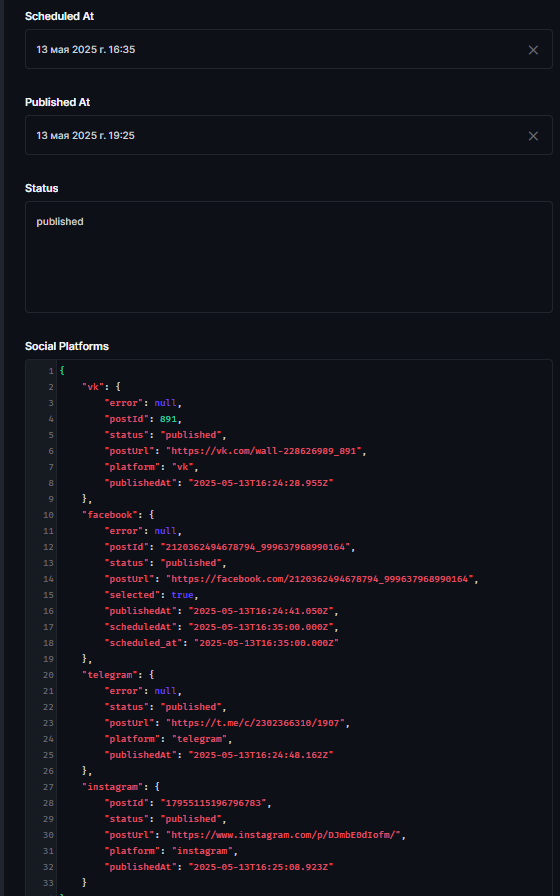 Scheduled At
13 мая 2025 г. 16:35
Published At
13 мая 2025 г. 19:25
Status
published
Social Platforms
1 {
2 "vk": {
3 "error": null,
4 "postId": 891,
5 "status": "published",
6 "postUrl": "https://vk.com/wall-228626989_891",
7 "platform": "vk",
8 "publishedAt": "2025-05-13T16:24:28.955Z"
9 },
10 "facebook": {
11 "error": null,
12 "postId": "2120362494678794_999637968990164",
13 "status": "published",
14 "postUrl": "https://facebook.com/2120362494678794_999637968990164",
15 "selected": true,
16 "publishedAt": "2025-05-13T16:24:41.050Z",
17 "scheduledAt": "2025-05-13T16:35:00.000Z",
18 "scheduled_at": "2025-05-13T16:35:00.000Z"
19 },
20 "telegram": {
21 "error": null,
22 "status": "published",
23 "postUrl": "https://t.me/c/2302366310/1907",
24 "platform": "telegram",
25 "publishedAt": "2025-05-13T16:24:48.162Z"
26 },
27 "instagram": {
28 "postId": "17955115196796783",
29 "status": "published",
30 "postUrl": "https://www.instagram.com/p/DJmbE0dIofm/",
31 "platform": "instagram",
32 "publishedAt": "2025-05-13T16:25:08.923Z"
33 }